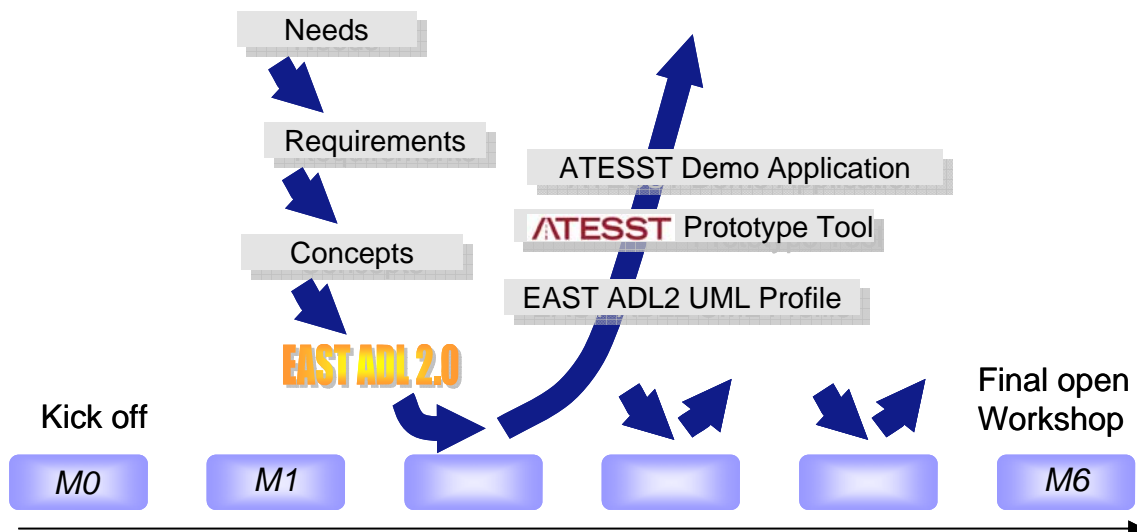 Needs
Requirements
Concepts
EAST ADL 2.0
ATESST Demo Application
ATESST Prototype Tool
EAST ADL2 UML Profile
Kick off
Final open
Workshop
M0
M1
M6